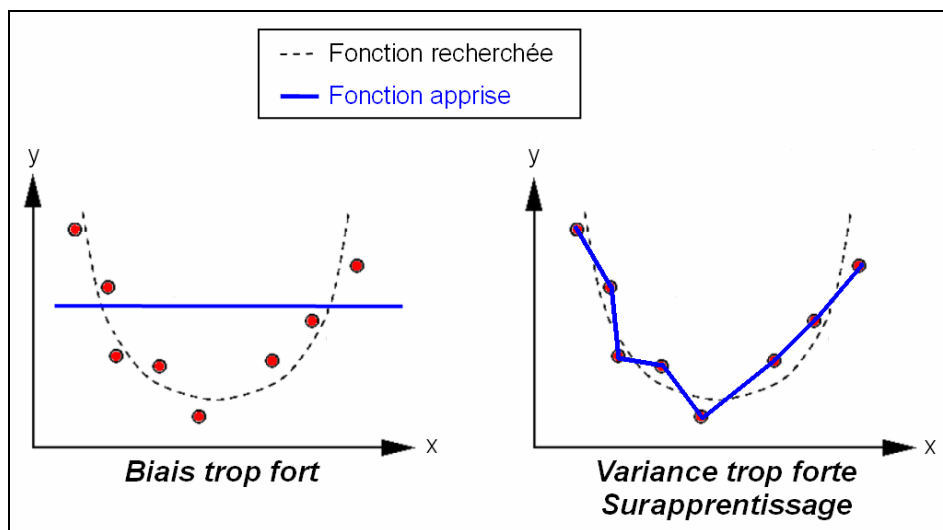 Fonction recherchée
Fonction apprise
y
x
Biais trop fort
y
x
Variance trop forte
Surapprentissage